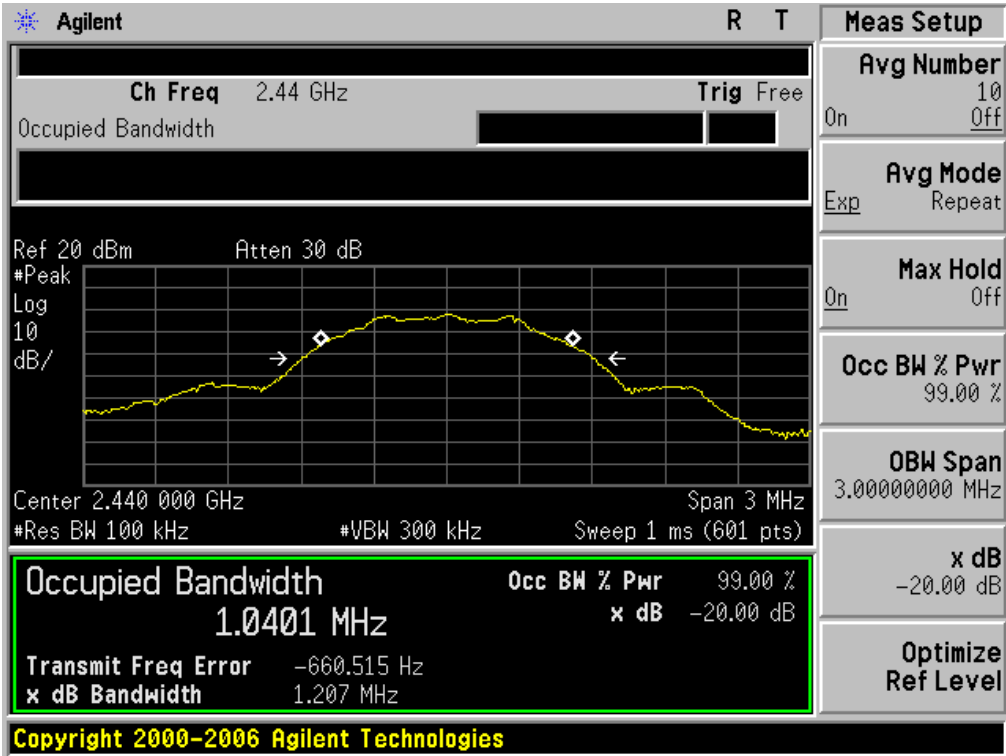 Agilent R T
Ch Freq 2.44 GHz Trig Free
Occupied Bandwidth
Ref 20 dBm Atten 30 dB
#Peak
Log
10
dB/
Center 2.440 000 GHz Span 3 MHz
#Res BW 100 kHz #VBW 300 kHz Sweep 1 ms (601 pts)
Occupied Bandwidth Occ BW % Pwr 99.00 %
1.0401 MHz x dB -20.00 dB
Transmit Freq Error -660.515 Hz
x dB Bandwidth 1.207 MHz
Copyright 2000-2006 Agilent Technologies
Meas Setup
Avg Number
10
On Off
Avg Mode
Exp Repeat
Max Hold
On Off
Occ BW % Pwr
99.00 %
OBW Span
3.00000000 MHz
x dB
-20.00 dB
Optimize
Ref Level